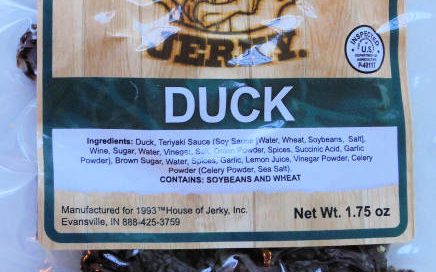 JERKY.
INSPECTED
U.S.
DEPARTMENT OF
AGRICULTURE
DUCK
Ingredients: Duck, Teriyaki Sauce (Soy Sauce [Water, Wheat, Soybeans, Salt],
Wine, Sugar, Water, Vinegar, Salt, Onion Powder, Spices, Succinic Acid, Garlic
Powder), Brown Sugar, Water, Spices, Garlic, Lemon Juice, Vinegar Powder, Celery
Powder (Celery Powder, Sea Salt).
CONTAINS: SOYBEANS AND WHEAT
Manufactured for 1993™House of Jerky, Inc.
Evansville, IN 888-425-3759
Net Wt. 1.75 oz